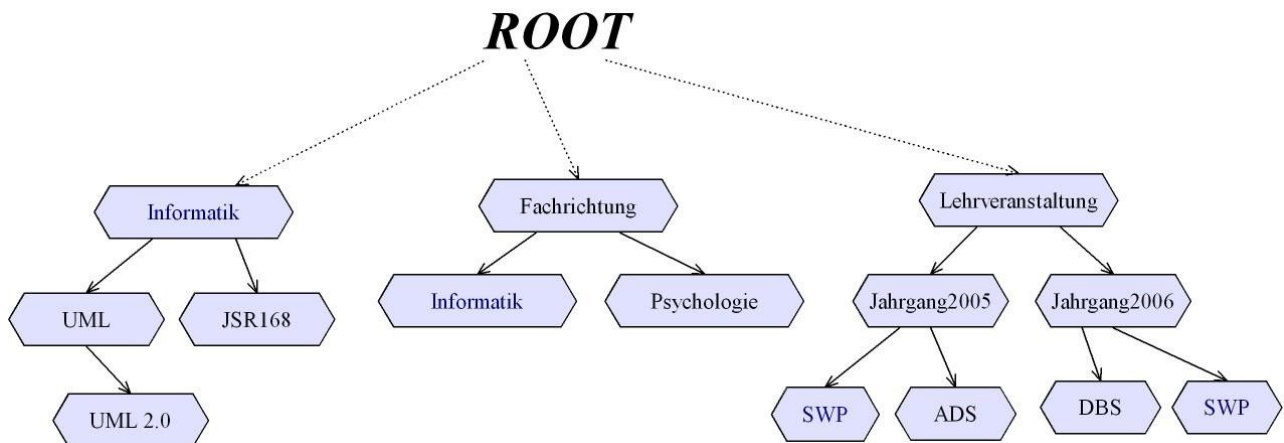 ROOT
Informatik
Fachrichtung
Lehrveranstaltung
UML
JSR168
Informatik
Psychologie
Jahrgang2005
Jahrgang2006
UML 2.0
SWP
ADS
DBS
SWP